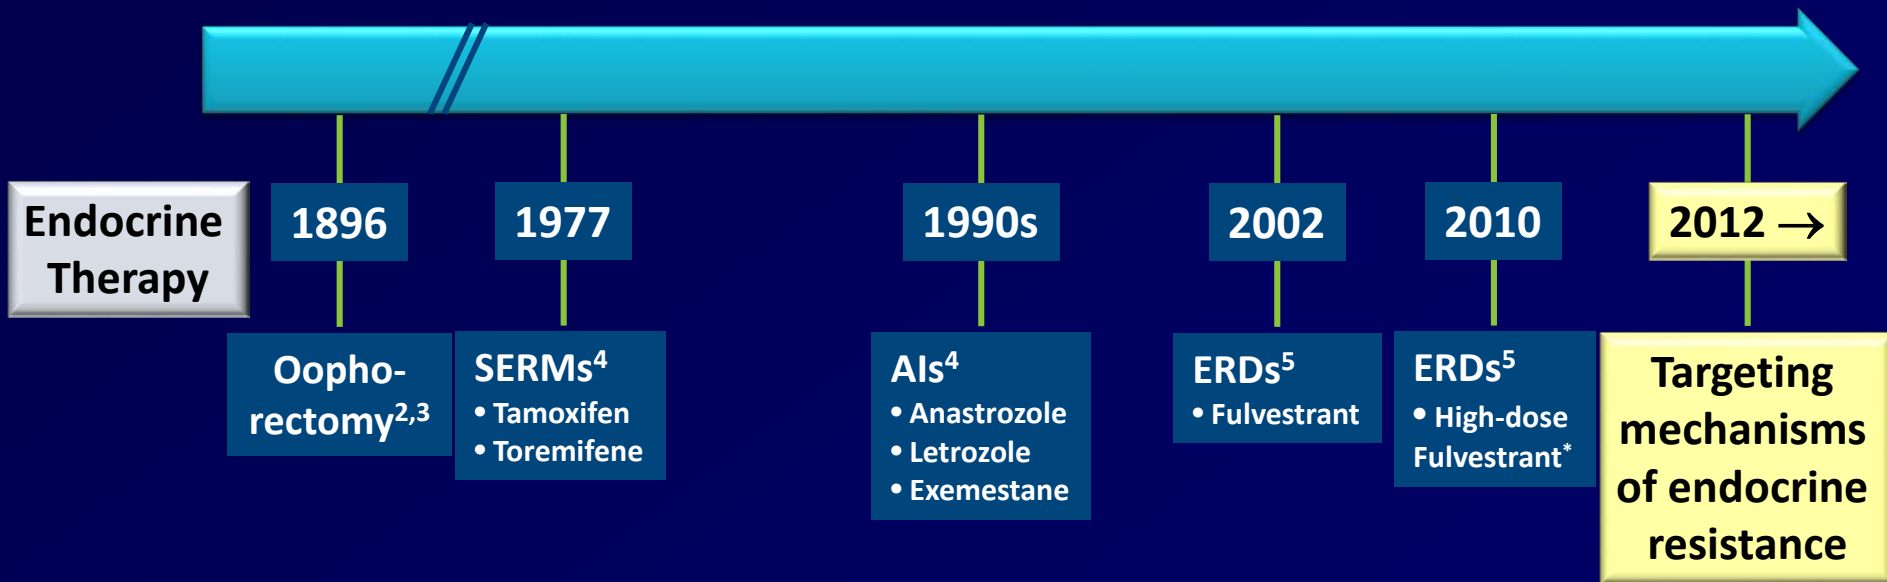 Endocrine
Therapy
1896
1977
1990s
2002
2010
2012 →
Oopho-
rectomy2,3
SERMs4
• Tamoxifen
• Toremifene
AIs4
• Anastrozole
• Letrozole
• Exemestane
ERDs5
• Fulvestrant
ERDs5
• High-dose
Fulvestrant*
Targeting
mechanisms
of endocrine
resistance